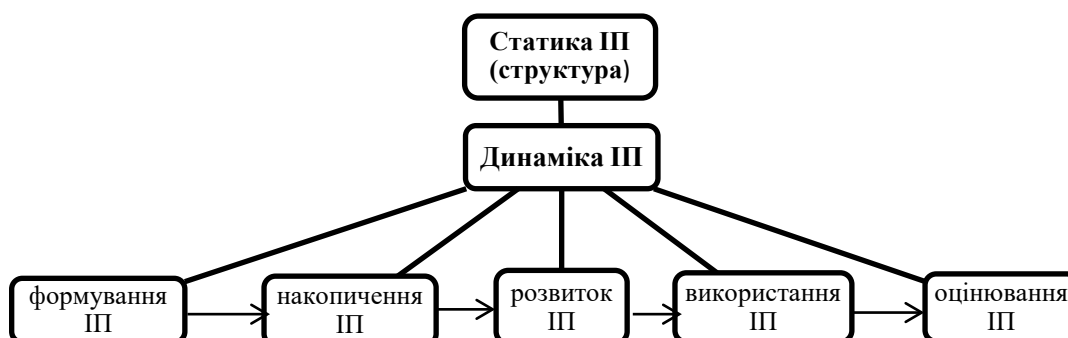 Статика ІП
(структура)
Динаміка ІП
формування
ІП
накопичення
ІП
розвиток
ІП
використання
ІП
оцінювання
ІП